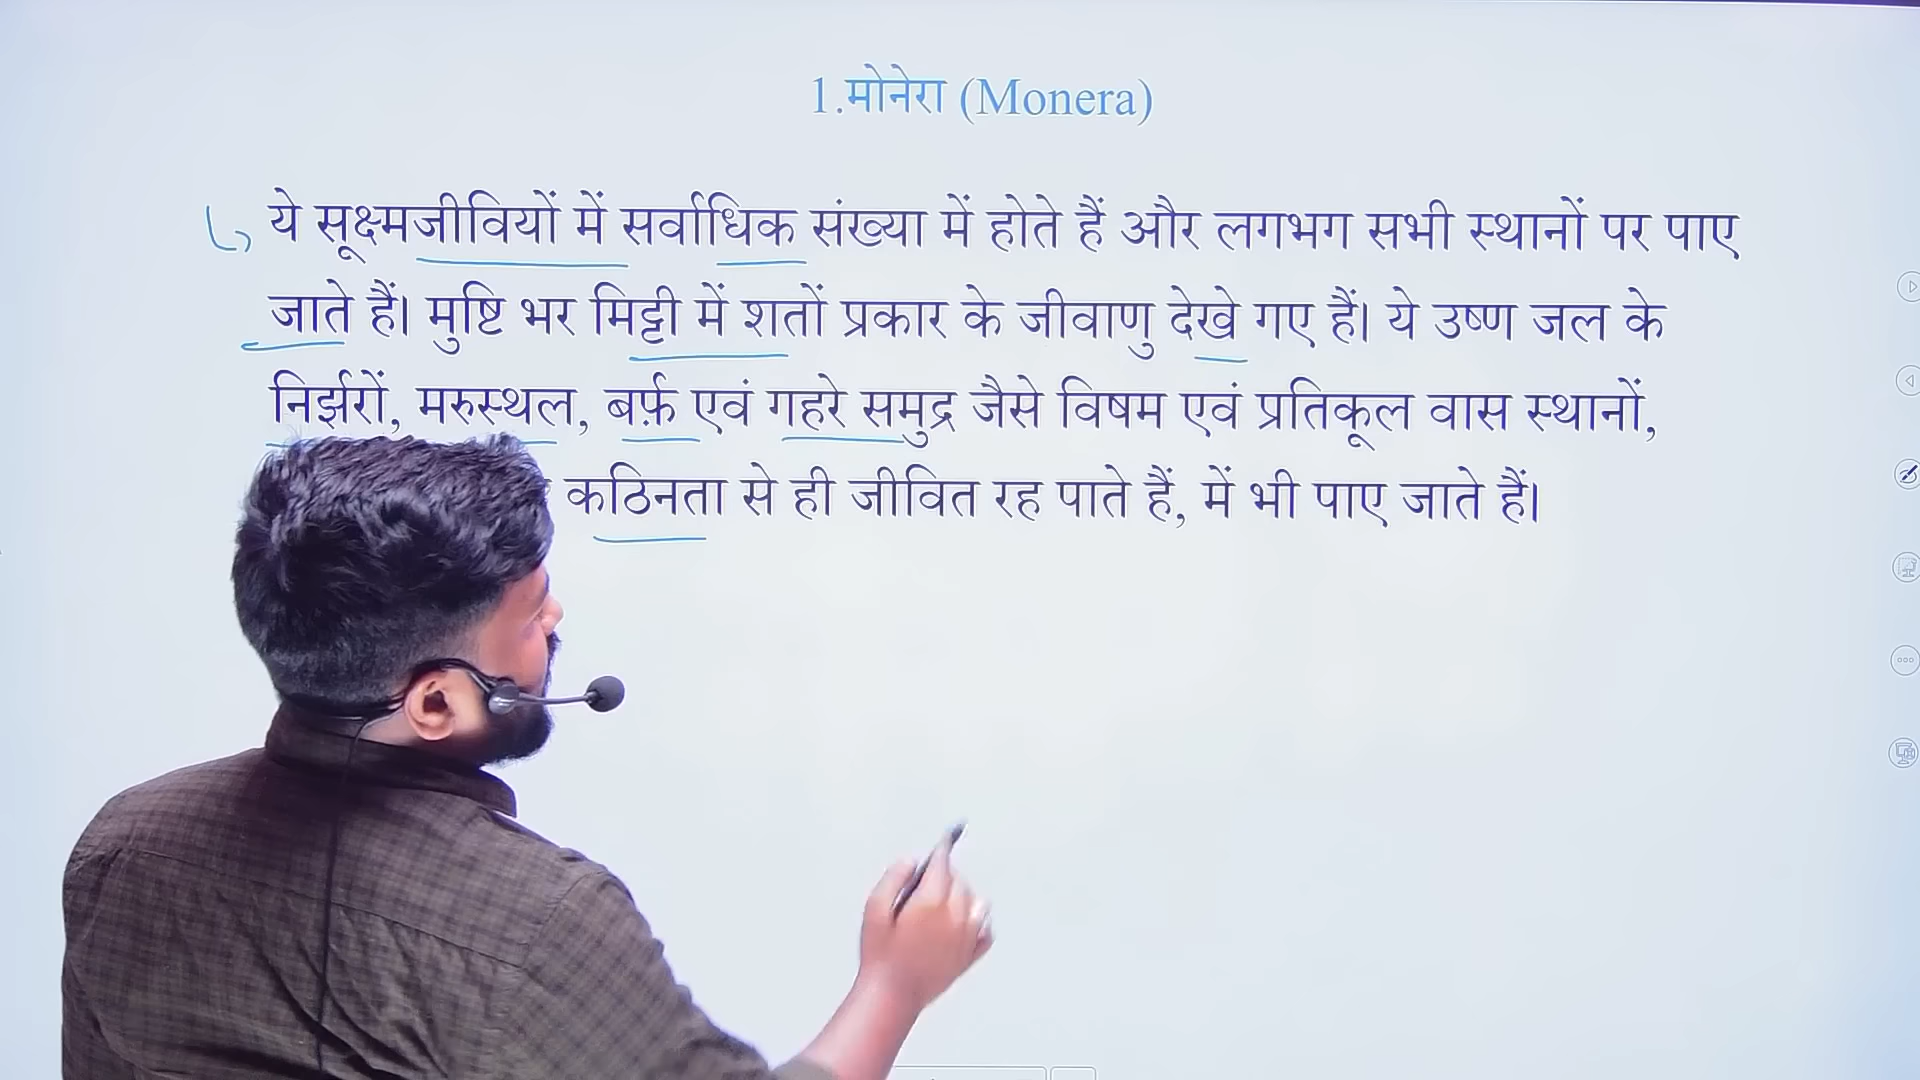 1.मोनेरा (Monera)
ये सूक्ष्मजीवियों में सर्वाधिक संख्या में होते हैं और लगभग सभी स्थानों पर पाए
जाते हैं। मुष्टि भर मिट्टी में शतों प्रकार के जीवाणु देखे गए हैं। ये उष्ण जल के
निर्झरों, मरुस्थल, बर्फ़ एवं गहरे समुद्र जैसे विषम एवं प्रतिकूल वास स्थानों,
कठिनता से ही जीवित रह पाते हैं, में भी पाए जाते हैं।